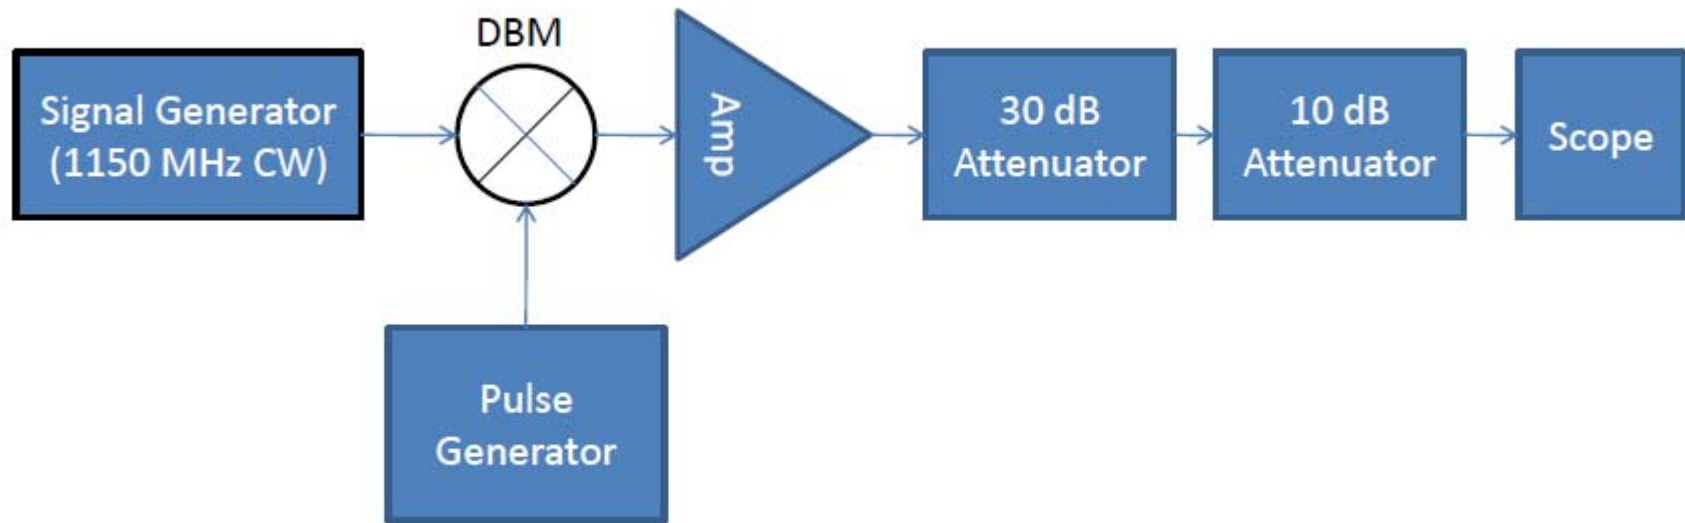 DBM
Signal Generator
(1150 MHz CW)
Amp
30 dB
Attenuator
10 dB
Attenuator
Scope
Pulse
Generator